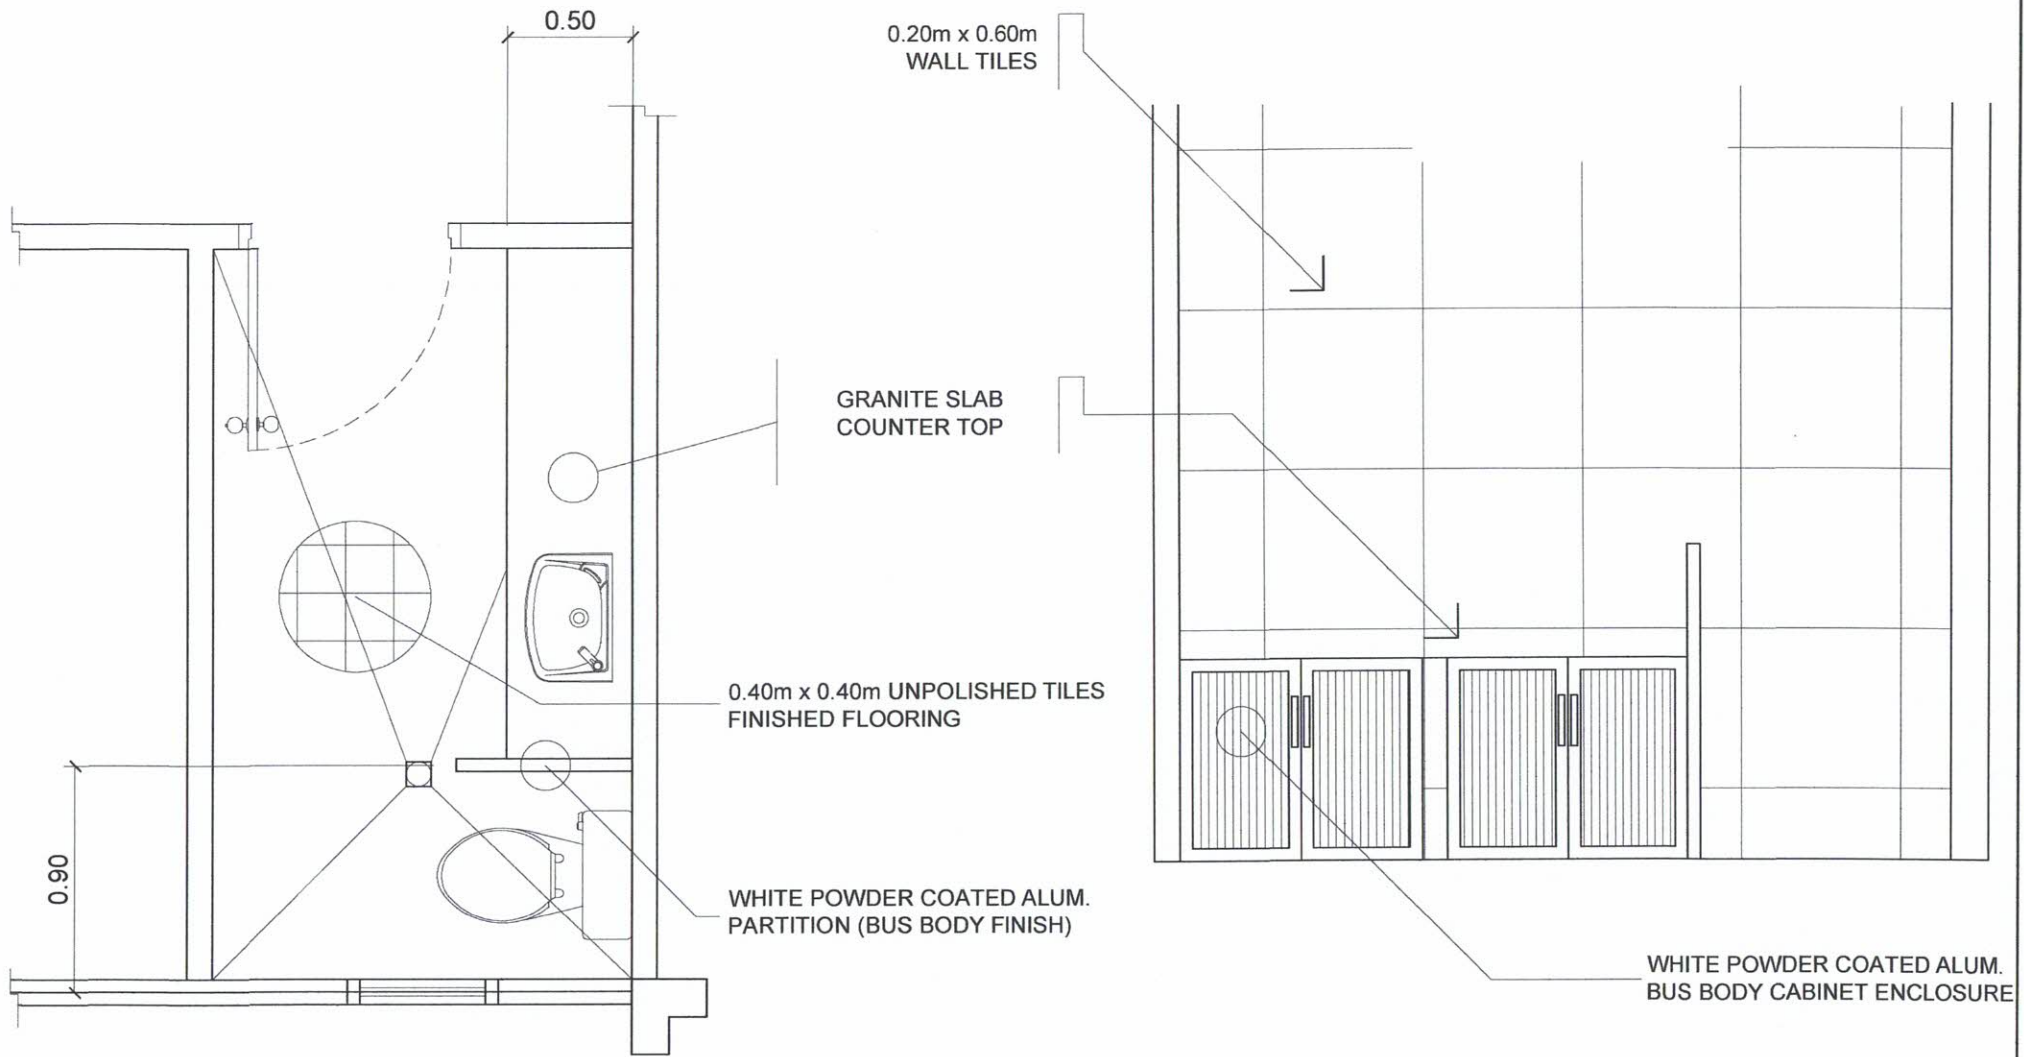 0.50
0.20m x 0.60m
WALL TILES
GRANITE SLAB
COUNTER TOP
0.40m x 0.40m UNPOLISHED TILES
FINISHED FLOORING
0.90
WHITE POWDER COATED ALUM.
PARTITION (BUS BODY FINISH)
WHITE POWDER COATED ALUM.
BUS BODY CABINET ENCLOSURE